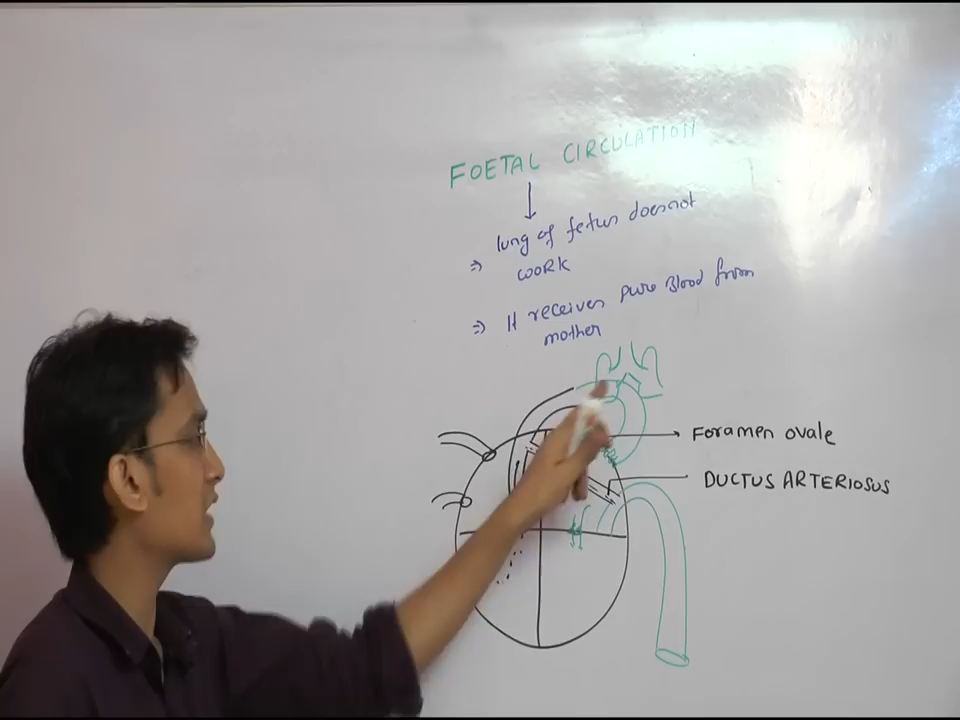 FOETAL CIRCULATION
⇒ lung of fetus doesnot
wORK
⇒ It receives pure Blood from
mother
Foramen ovale
DUCTUS ARTERIOSUS